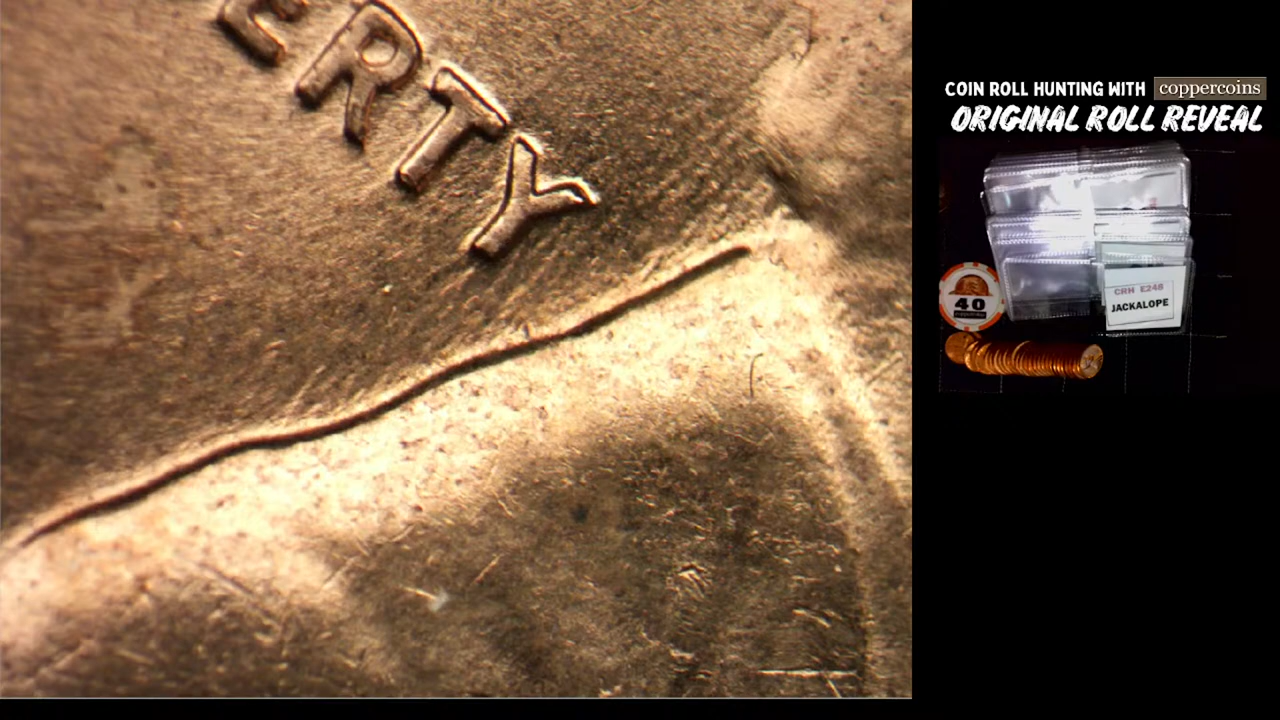 ERTY
COIN ROLL HUNTING WITH coppercoins
ORIGINAL ROLL REVEAL
CRH E248
JACKALOPE
40